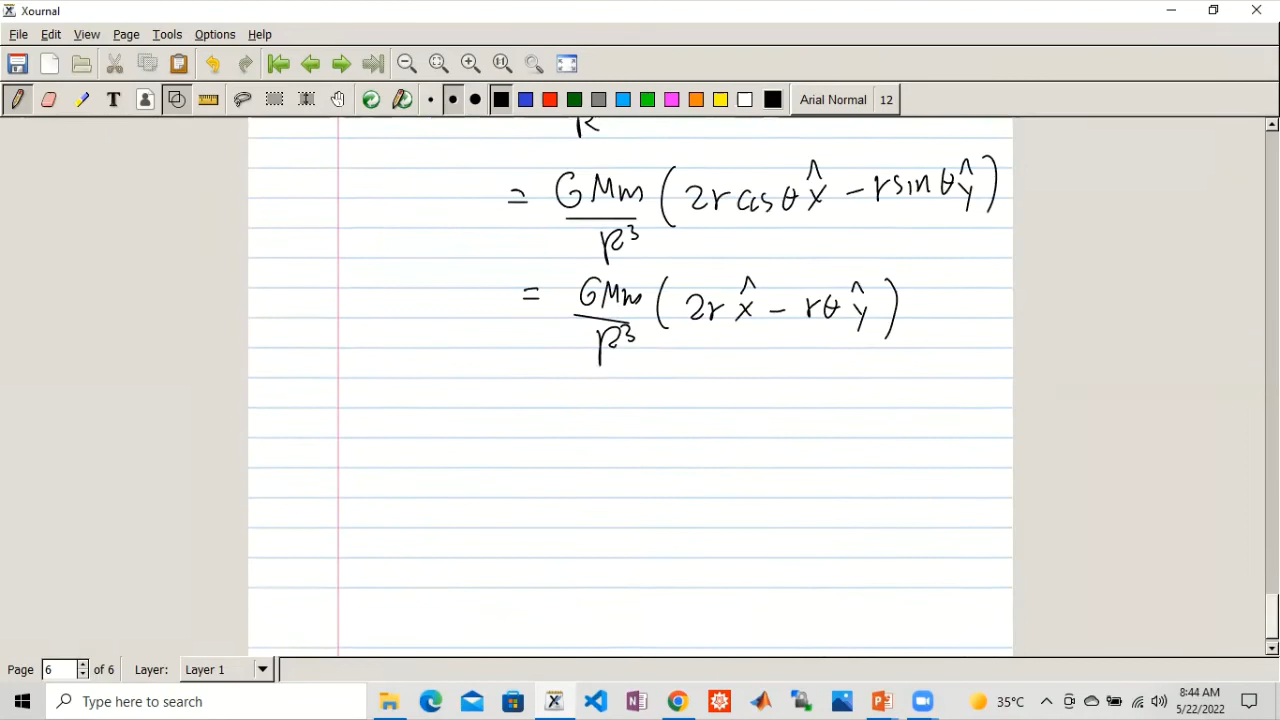 Xournal
File Edit View Page Tools Options Help
Arial Normal 12
R
= GMm/R³ (2r cos θ x̂ − r sin θ ŷ)
= GMm/R³ (2r x̂ − rθ ŷ)
Page 6 of 6 Layer: Layer 1
Type here to search
35°C
8:44 AM
5/22/2022